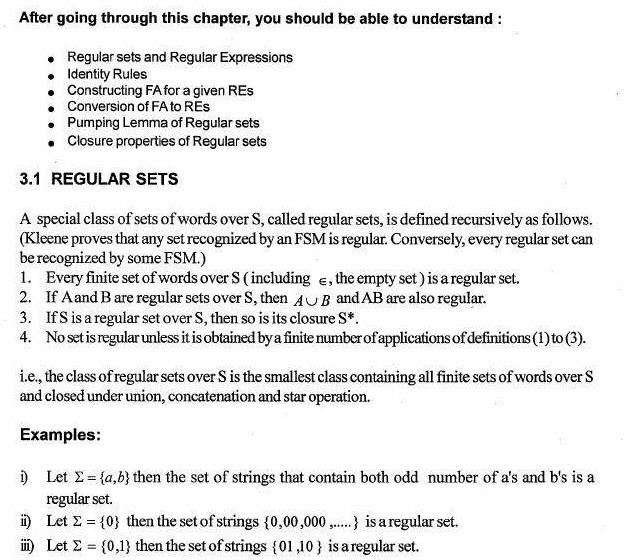 After going through this chapter, you should be able to understand :
• Regular sets and Regular Expressions
• Identity Rules
• Constructing FA for a given REs
• Conversion of FA to REs
• Pumping Lemma of Regular sets
• Closure properties of Regular sets
3.1 REGULAR SETS
A special class of sets of words over S, called regular sets, is defined recursively as follows.
(Kleene proves that any set recognized by an FSM is regular. Conversely, every regular set can
be recognized by some FSM.)
1. Every finite set of words over S ( including ∈, the empty set ) is a regular set.
2. If A and B are regular sets over S, then A ∪ B and AB are also regular.
3. If S is a regular set over S, then so is its closure S*.
4. No set is regular unless it is obtained by a finite number of applications of definitions (1) to (3).
i.e., the class of regular sets over S is the smallest class containing all finite sets of words over S
and closed under union, concatenation and star operation.
Examples:
i) Let Σ = {a,b} then the set of strings that contain both odd number of a's and b's is a
regular set.
ii) Let Σ = {0} then the set of strings {0,00,000 ,.....} is a regular set.
iii) Let Σ = {0,1} then the set of strings {01 ,10 } is a regular set.